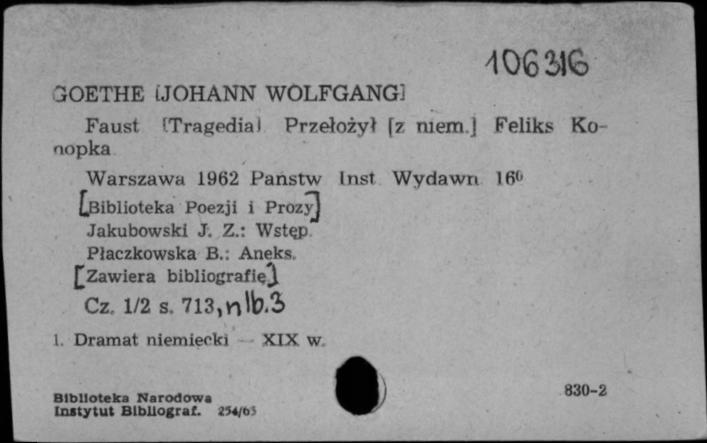 106316
GOETHE [JOHANN WOLFGANG]
Faust [Tragedia] Przełożył [z niem.] Feliks Ko-
nopka
Warszawa 1962 Państw Inst. Wydawn 16⁰
[Biblioteka Poezji i Prozy]
Jakubowski J. Z.: Wstęp.
Płaczkowska B.: Aneks.
[Zawiera bibliografię]
Cz. 1/2 s. 713, nlb.3
1. Dramat niemiecki — XIX w.
830-2
Biblioteka Narodowa
Instytut Bibliograf. 254/63